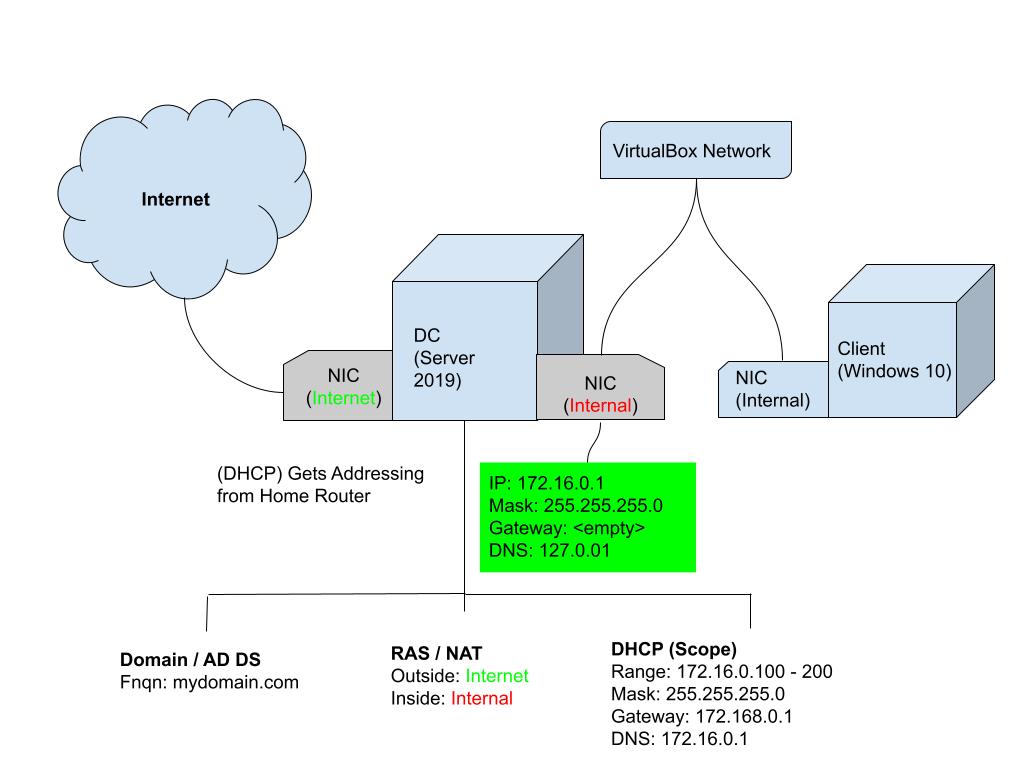 Internet
VirtualBox Network
DC
(Server
2019)
NIC
(Internet)
NIC
(Internal)
NIC
(Internal)
Client
(Windows 10)
(DHCP) Gets Addressing
from Home Router
IP: 172.16.0.1
Mask: 255.255.255.0
Gateway: <empty>
DNS: 127.0.01
Domain / AD DS
Fnqn: mydomain.com
RAS / NAT
Outside: Internet
Inside: Internal
DHCP (Scope)
Range: 172.16.0.100 - 200
Mask: 255.255.255.0
Gateway: 172.168.0.1
DNS: 172.16.0.1